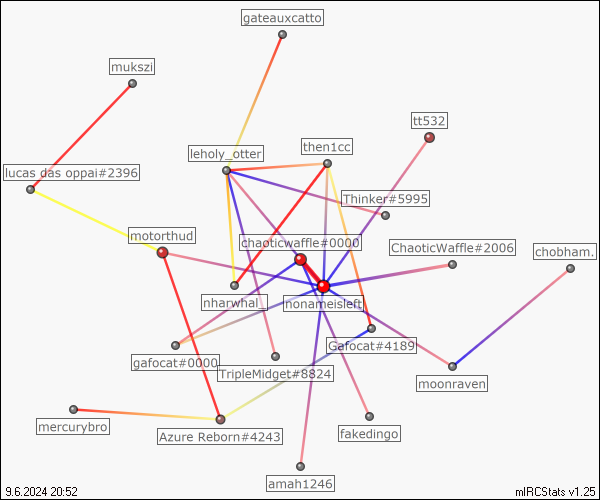 gateauxcatto
mukszi
tt532
then1cc
leholy_otter
lucas das oppai#2396
Thinker#5995
motorthud
chaoticwaffle#0000
ChaoticWaffle#2006
chobham.
nharwhal_
nonameisleft
Gafocat#4189
gafocat#0000
TripleMidget#8824
moonraven
mercurybro
Azure Reborn#4243
fakedingo
amah1246
9.6.2024 20:52
mIRCStats v1.25